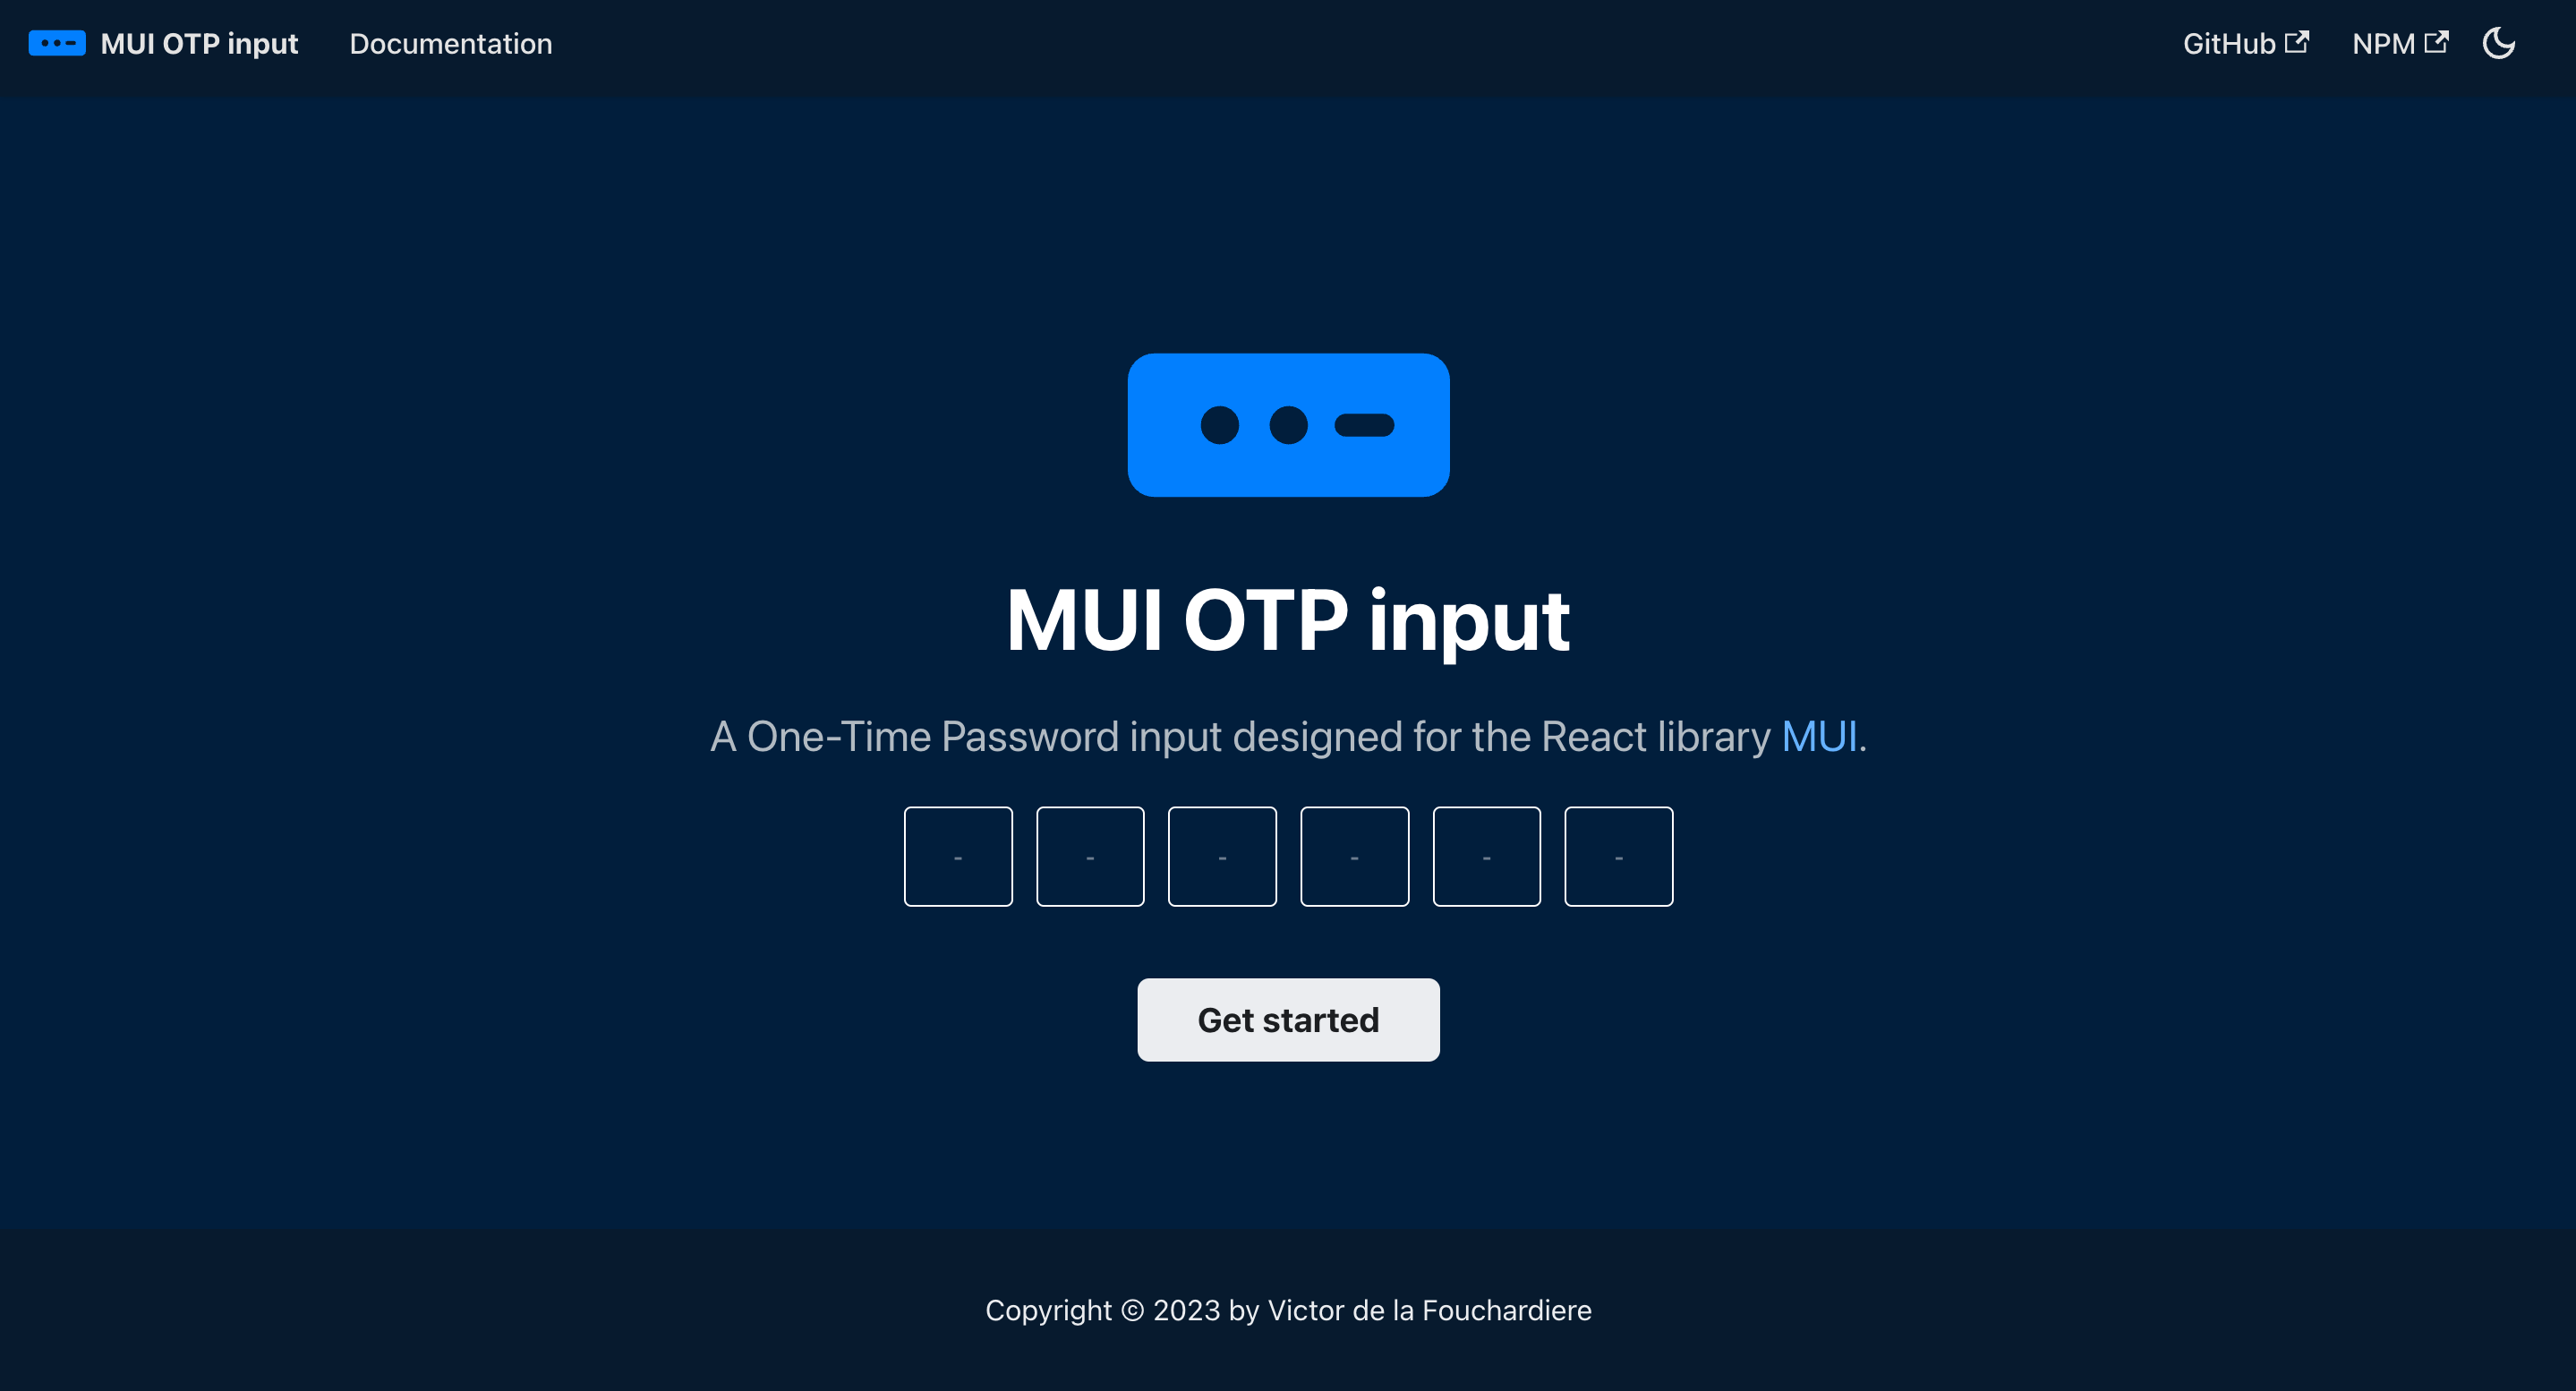 MUI OTP input Documentation GitHub NPM
MUI OTP input
A One-Time Password input designed for the React library MUI.
- - - - - -
Get started
Copyright © 2023 by Victor de la Fouchardiere